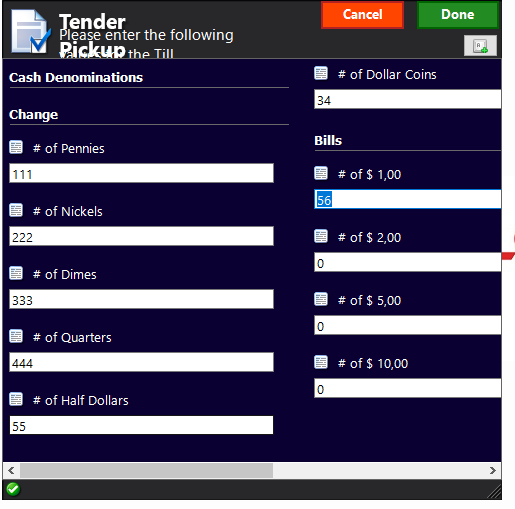 Tender
Pickup
Please enter the following
values for the Till
Cancel
Done
Cash Denominations
Change
# of Pennies
111
# of Nickels
222
# of Dimes
333
# of Quarters
444
# of Half Dollars
55
# of Dollar Coins
34
Bills
# of $ 1,00
56
# of $ 2,00
0
# of $ 5,00
0
# of $ 10,00
0